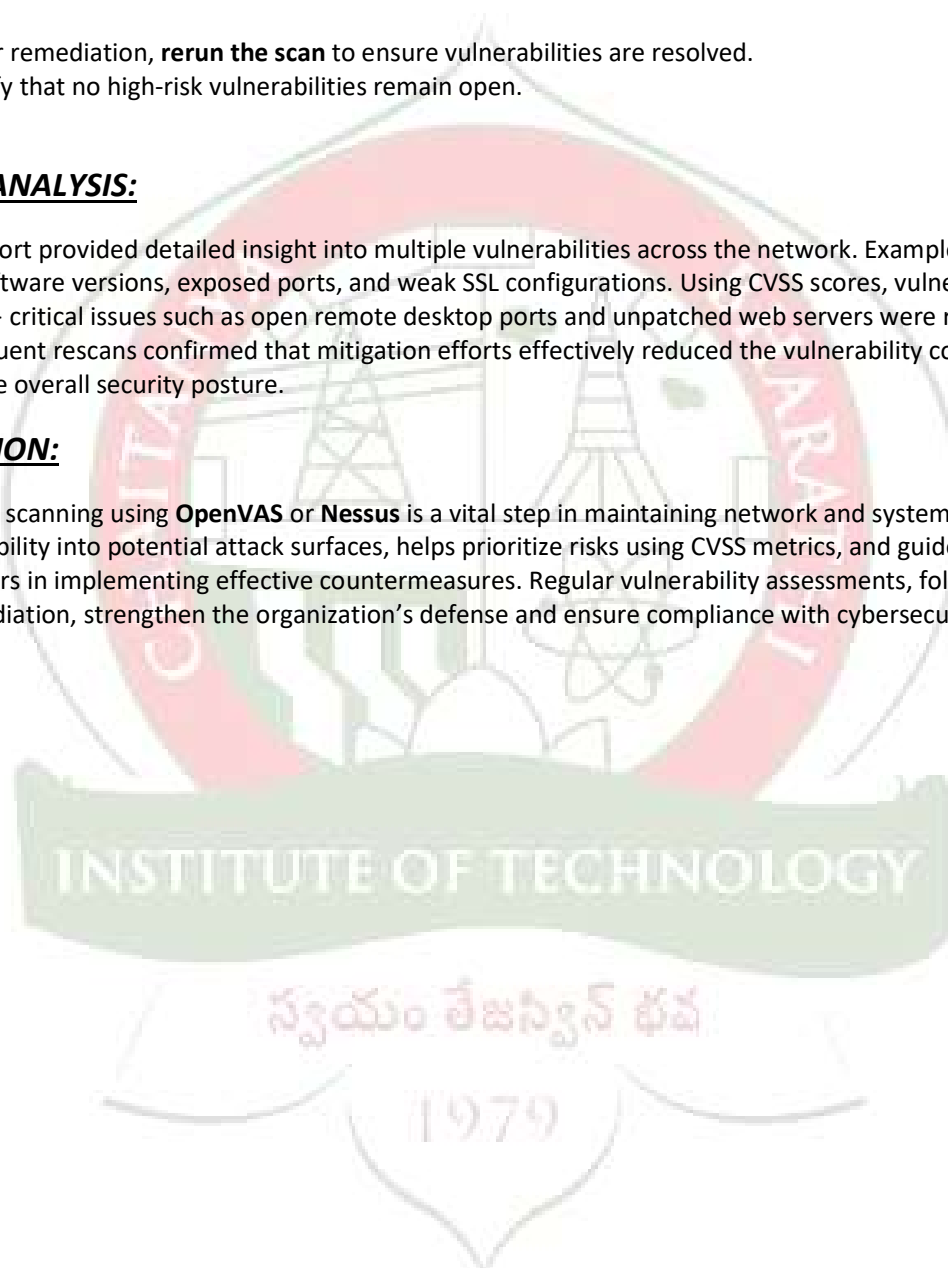 r remediation, rerun the scan to ensure vulnerabilities are resolved.
fy that no high-risk vulnerabilities remain open.
ANALYSIS:
ort provided detailed insight into multiple vulnerabilities across the network. Example
tware versions, exposed ports, and weak SSL configurations. Using CVSS scores, vulne
critical issues such as open remote desktop ports and unpatched web servers were
uent rescans confirmed that mitigation efforts effectively reduced the vulnerability co
e overall security posture.
ION:
scanning using OpenVAS or Nessus is a vital step in maintaining network and system
bility into potential attack surfaces, helps prioritize risks using CVSS metrics, and guide
rs in implementing effective countermeasures. Regular vulnerability assessments, fol
diation, strengthen the organization’s defense and ensure compliance with cybersecu
CHAITANYA BHARATHI
INSTITUTE OF TECHNOLOGY
స్వయం తేజస్విన్ భవ
1979